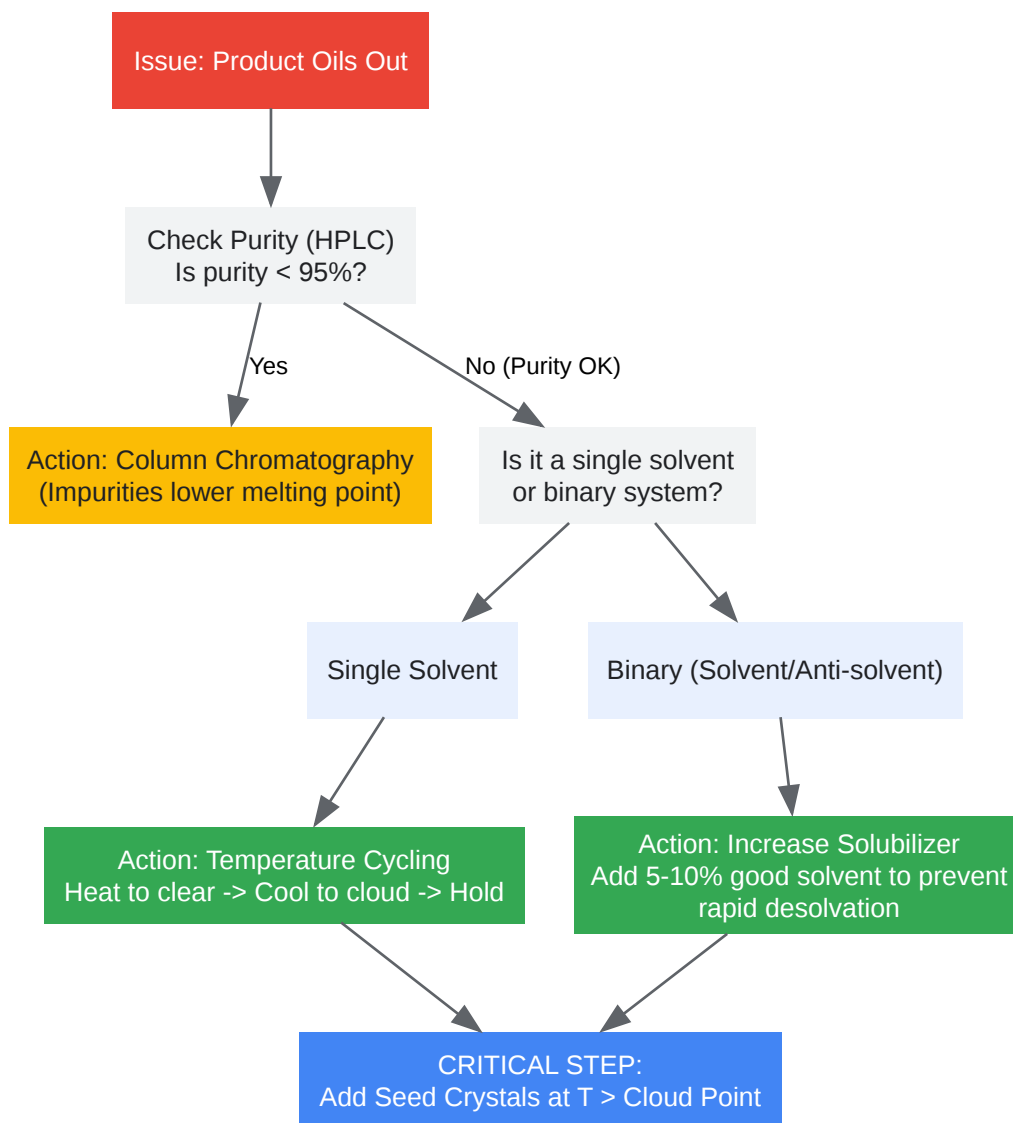 Issue: Product Oils Out
Check Purity (HPLC)
Is purity < 95%?
Yes
No (Purity OK)
Action: Column Chromatography
(Impurities lower melting point)
Is it a single solvent
or binary system?
Single Solvent
Binary (Solvent/Anti-solvent)
Action: Temperature Cycling
Heat to clear -> Cool to cloud -> Hold
Action: Increase Solubilizer
Add 5-10% good solvent to prevent
rapid desolvation
CRITICAL STEP:
Add Seed Crystals at T > Cloud Point